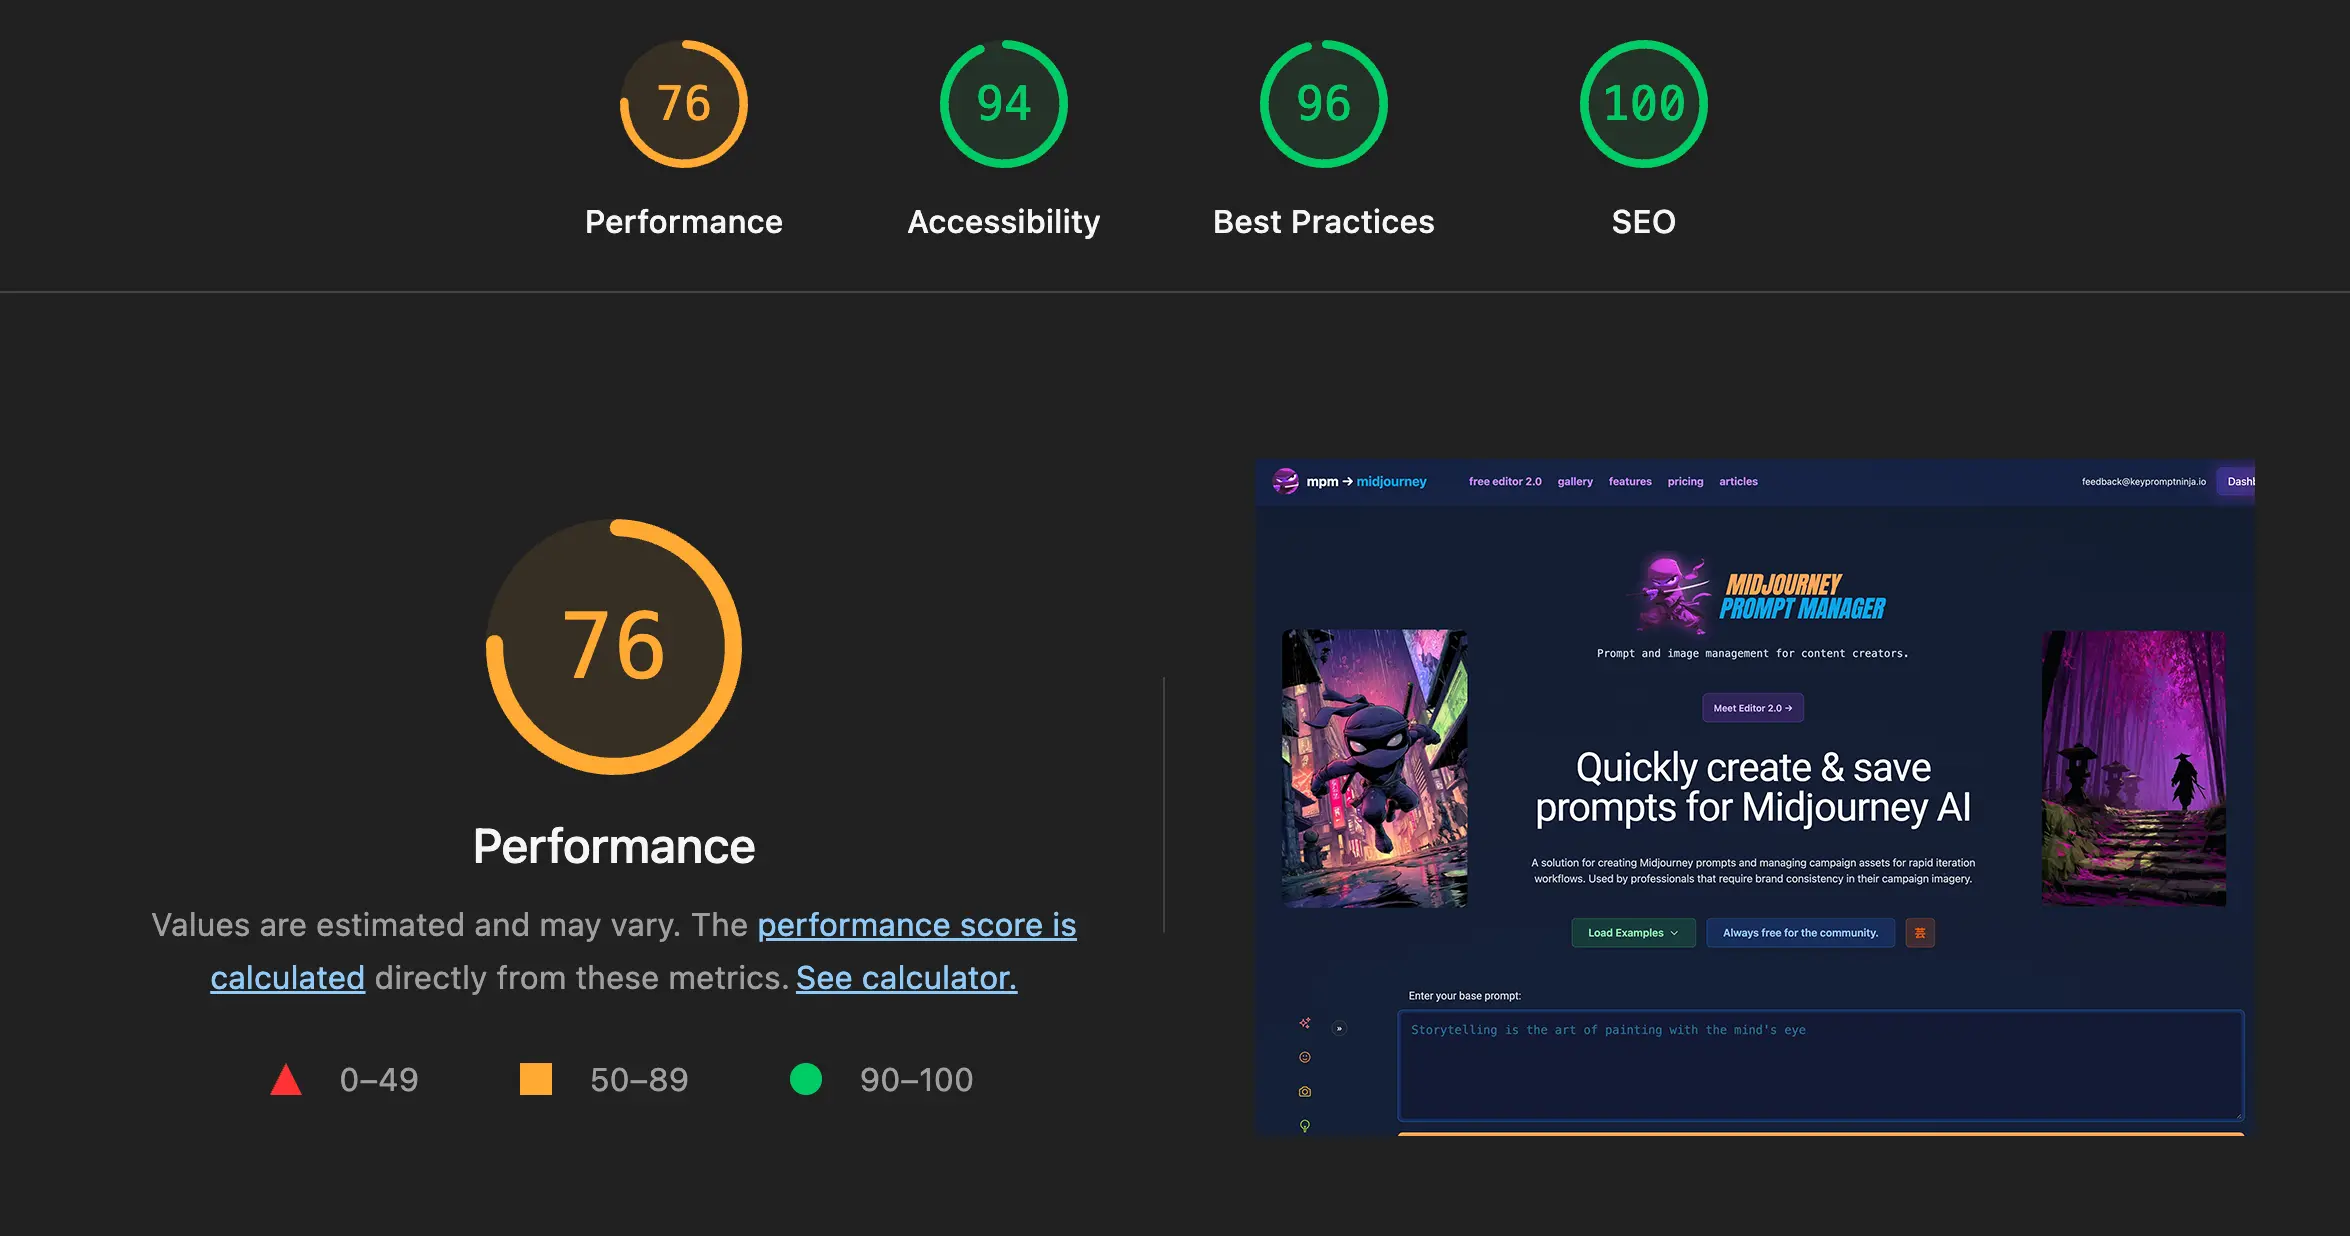 76
94
96
100
Performance
Accessibility
Best Practices
SEO
76
Performance
Values are estimated and may vary. The performance score is
calculated directly from these metrics. See calculator.
0–49
50–89
90–100
mpm → midjourney
free editor 2.0
gallery
features
pricing
articles
feedback@keypromptninja.io
Dashb
MIDJOURNEY
PROMPT MANAGER
Prompt and image management for content creators.
Meet Editor 2.0 →
Quickly create & save
prompts for Midjourney AI
A solution for creating Midjourney prompts and managing campaign assets for rapid iteration
workflows. Used by professionals that require brand consistency in their campaign imagery.
Load Examples
Always free for the community.
Enter your base prompt:
»
Storytelling is the art of painting with the mind's eye